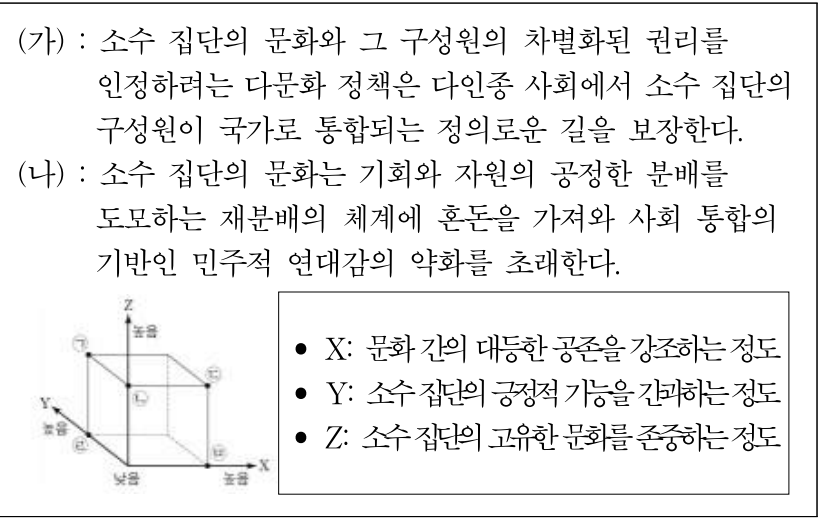 (가) : 소수 집단의 문화와 그 구성원의 차별화된 권리를
인정하려는 다문화 정책은 다인종 사회에서 소수 집단의
구성원이 국가로 통합되는 정의로운 길을 보장한다.
(나) : 소수 집단의 문화는 기회와 자원의 공정한 분배를
도모하는 재분배의 체계에 혼돈을 가져와 사회 통합의
기반인 민주적 연대감의 약화를 초래한다.
Z
높음
㉠
㉢
Y
㉡
높음
㉣
㉤
X
낮음
높음
• X: 문화 간의 대등한 공존을 강조하는 정도
• Y: 소수 집단의 긍정적 기능을 간과하는 정도
• Z: 소수 집단의 고유한 문화를 존중하는 정도